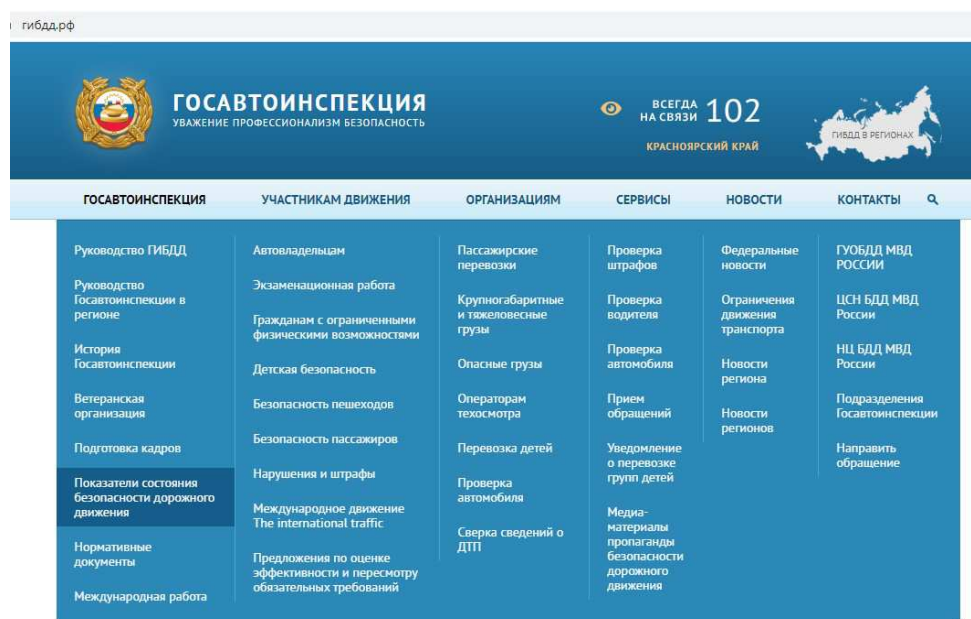 гибдд.рф
ГОСАВТОИНСПЕКЦИЯ
УВАЖЕНИЕ ПРОФЕССИОНАЛИЗМ БЕЗОПАСНОСТЬ
ВСЕГДА
НА СВЯЗИ
102
КРАСНОЯРСКИЙ КРАЙ
ГИБДД В РЕГИОНАХ
ГОСАВТОИНСПЕКЦИЯ
УЧАСТНИКАМ ДВИЖЕНИЯ
ОРГАНИЗАЦИЯМ
СЕРВИСЫ
НОВОСТИ
КОНТАКТЫ
Руководство ГИБДД
Руководство
Госавтоинспекции в
регионе
История
Госавтоинспекции
Ветеранская
организация
Подготовка кадров
Показатели состояния
безопасности дорожного
движения
Нормативные
документы
Международная работа
Автовладельцам
Экзаменационная работа
Гражданам с ограниченными
физическими возможностями
Детская безопасность
Безопасность пешеходов
Безопасность пассажиров
Нарушения и штрафы
Международное движение
The international traffic
Предложения по оценке
эффективности и пересмотру
обязательных требований
Пассажирские
перевозки
Крупногабаритные
и тяжеловесные
грузы
Опасные грузы
Операторам
техосмотра
Перевозка детей
Проверка
автомобиля
Сверка сведений о
ДТП
Проверка
штрафов
Проверка
водителя
Проверка
автомобиля
Прием
обращений
Уведомление
о перевозке
групп детей
Медиа-
материалы
пропаганды
безопасности
дорожного
движения
Федеральные
новости
Ограничения
движения
транспорта
Новости
региона
Новости
регионов
ГУОБДД МВД
РОССИИ
ЦСН БДД МВД
России
НЦ БДД МВД
России
Подразделения
Госавтоинспекции
Направить
обращение